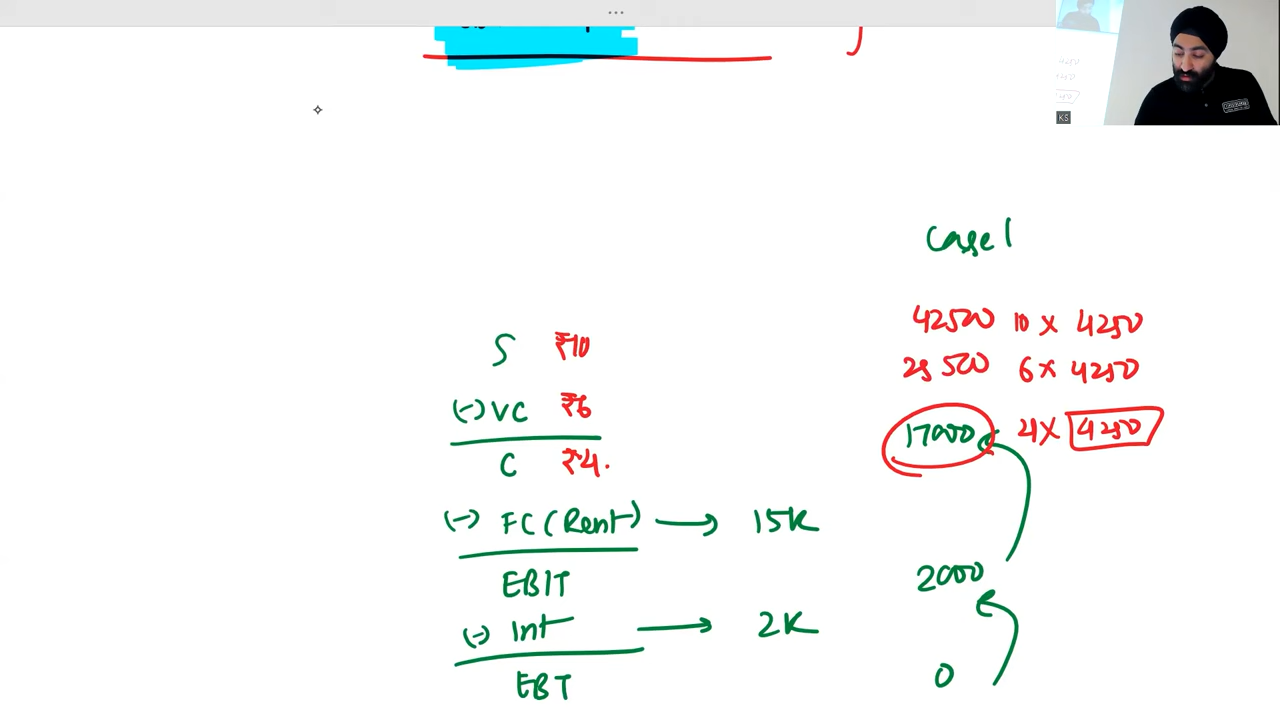 Case 1
S ₹10 42500 10 x 4250
(-) VC ₹6 25500 6 x 4250
C ₹4. 17000 4 x 4250
(-) FC (Rent) → 15K
EBIT 2000
(-) Int → 2K
EBT 0
KS